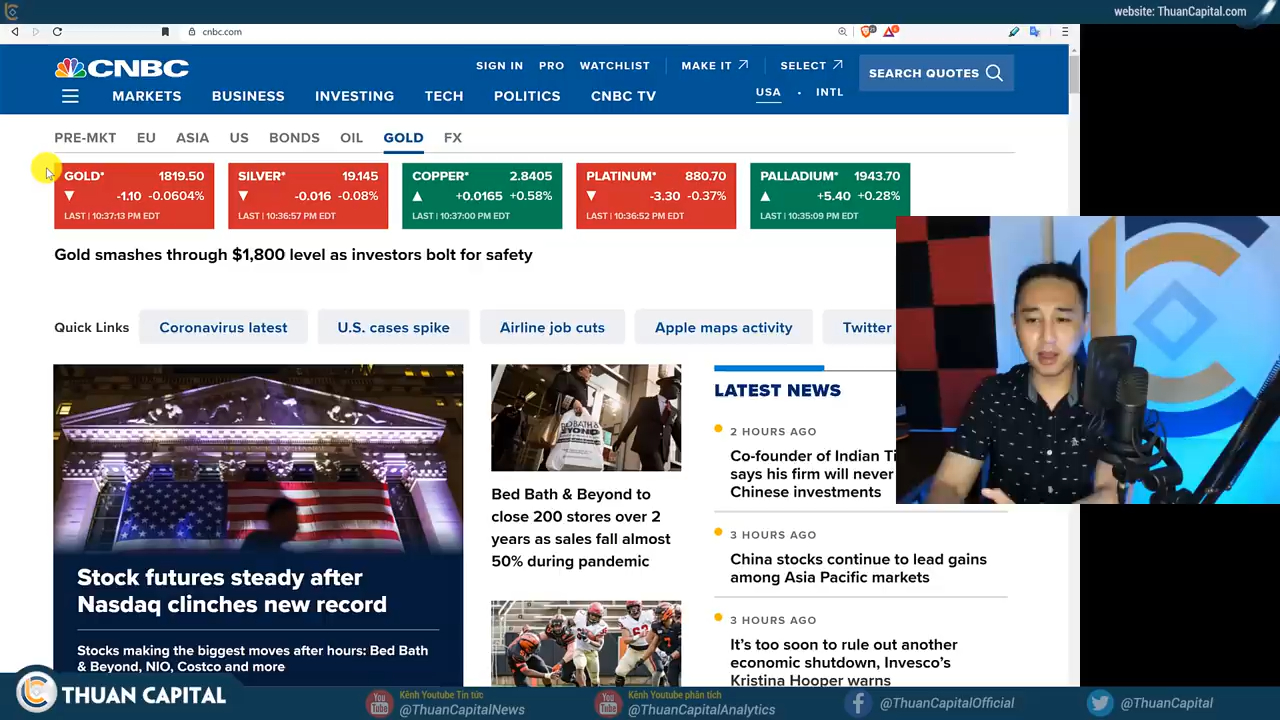 website: ThuanCapital.com
cnbc.com
CNBC
SIGN IN PRO WATCHLIST MAKE IT SELECT
SEARCH QUOTES
USA · INTL
MARKETS BUSINESS INVESTING TECH POLITICS CNBC TV
PRE-MKT EU ASIA US BONDS OIL GOLD FX
GOLD* 1819.50
-1.10 -0.0604%
LAST | 10:37:13 PM EDT
SILVER* 19.145
-0.016 -0.08%
LAST | 10:36:57 PM EDT
COPPER* 2.8405
+0.0165 +0.58%
LAST | 10:37:00 PM EDT
PLATINUM* 880.70
-3.30 -0.37%
LAST | 10:36:52 PM EDT
PALLADIUM* 1943.70
+5.40 +0.28%
LAST | 10:35:09 PM EDT
Gold smashes through $1,800 level as investors bolt for safety
Quick Links Coronavirus latest U.S. cases spike Airline job cuts Apple maps activity Twitter
Stock futures steady after
Nasdaq clinches new record
Stocks making the biggest moves after hours: Bed Bath
& Beyond, NIO, Costco and more
Bed Bath & Beyond to
close 200 stores over 2
years as sales fall almost
50% during pandemic
LATEST NEWS
2 HOURS AGO
Co-founder of Indian Ti
says his firm will never
Chinese investments
3 HOURS AGO
China stocks continue to lead gains
among Asia Pacific markets
3 HOURS AGO
It's too soon to rule out another
economic shutdown, Invesco's
Kristina Hooper warns
THUAN CAPITAL
Kênh Youtube Tin tức
@ThuanCapitalNews
Kênh Youtube phân tích
@ThuanCapitalAnalytics
@ThuanCapitalOfficial
@ThuanCapital